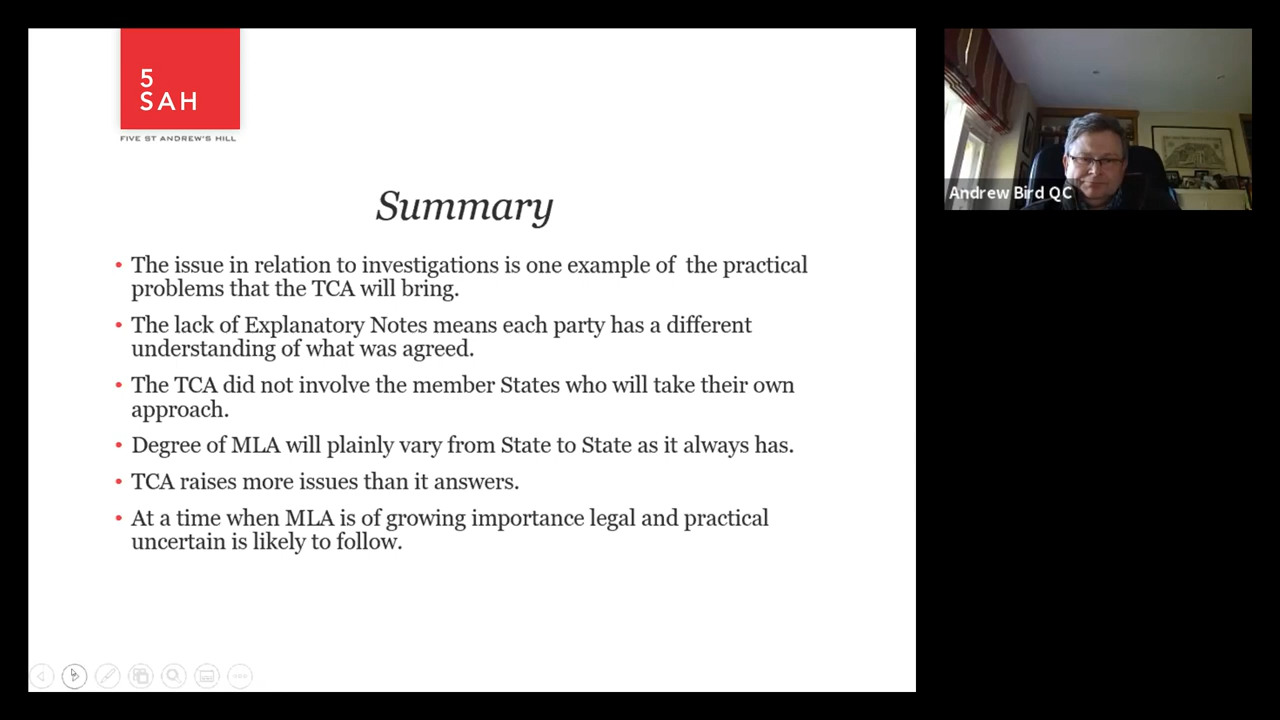 5
SAH
FIVE ST ANDREW'S HILL
Summary
• The issue in relation to investigations is one example of  the practical
problems that the TCA will bring.
• The lack of Explanatory Notes means each party has a different
understanding of what was agreed.
• The TCA did not involve the member States who will take their own
approach.
• Degree of MLA will plainly vary from State to State as it always has.
• TCA raises more issues than it answers.
• At a time when MLA is of growing importance legal and practical
uncertain is likely to follow.
Andrew Bird QC